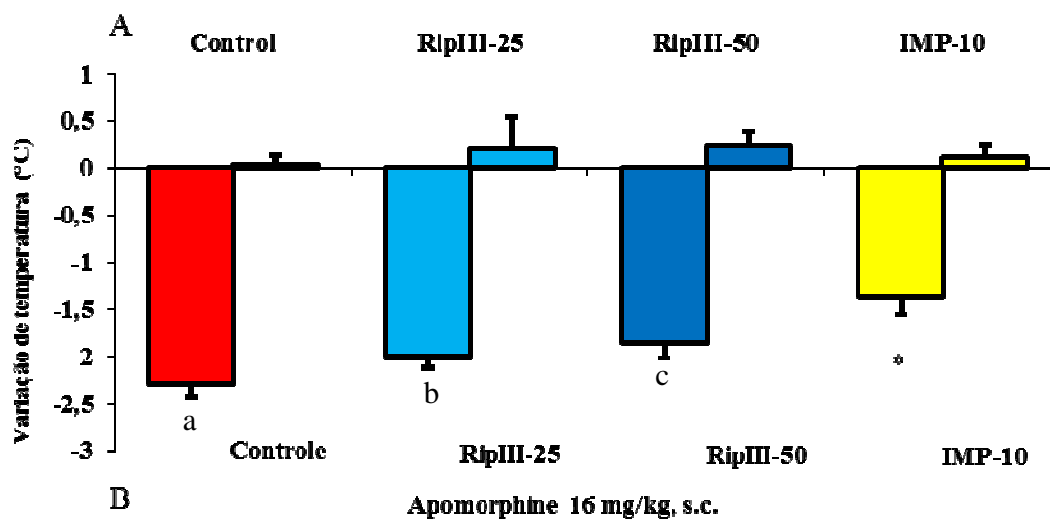 A
Control RipIII-25 RipIII-50 IMP-10
Variação de temperatura (°C)
1
0,5
0
-0,5
-1
-1,5
2
-2,5
-3
a b c *
Controle RipIII-25 RipIII-50 IMP-10
B Apomorphine 16 mg/kg, s.c.